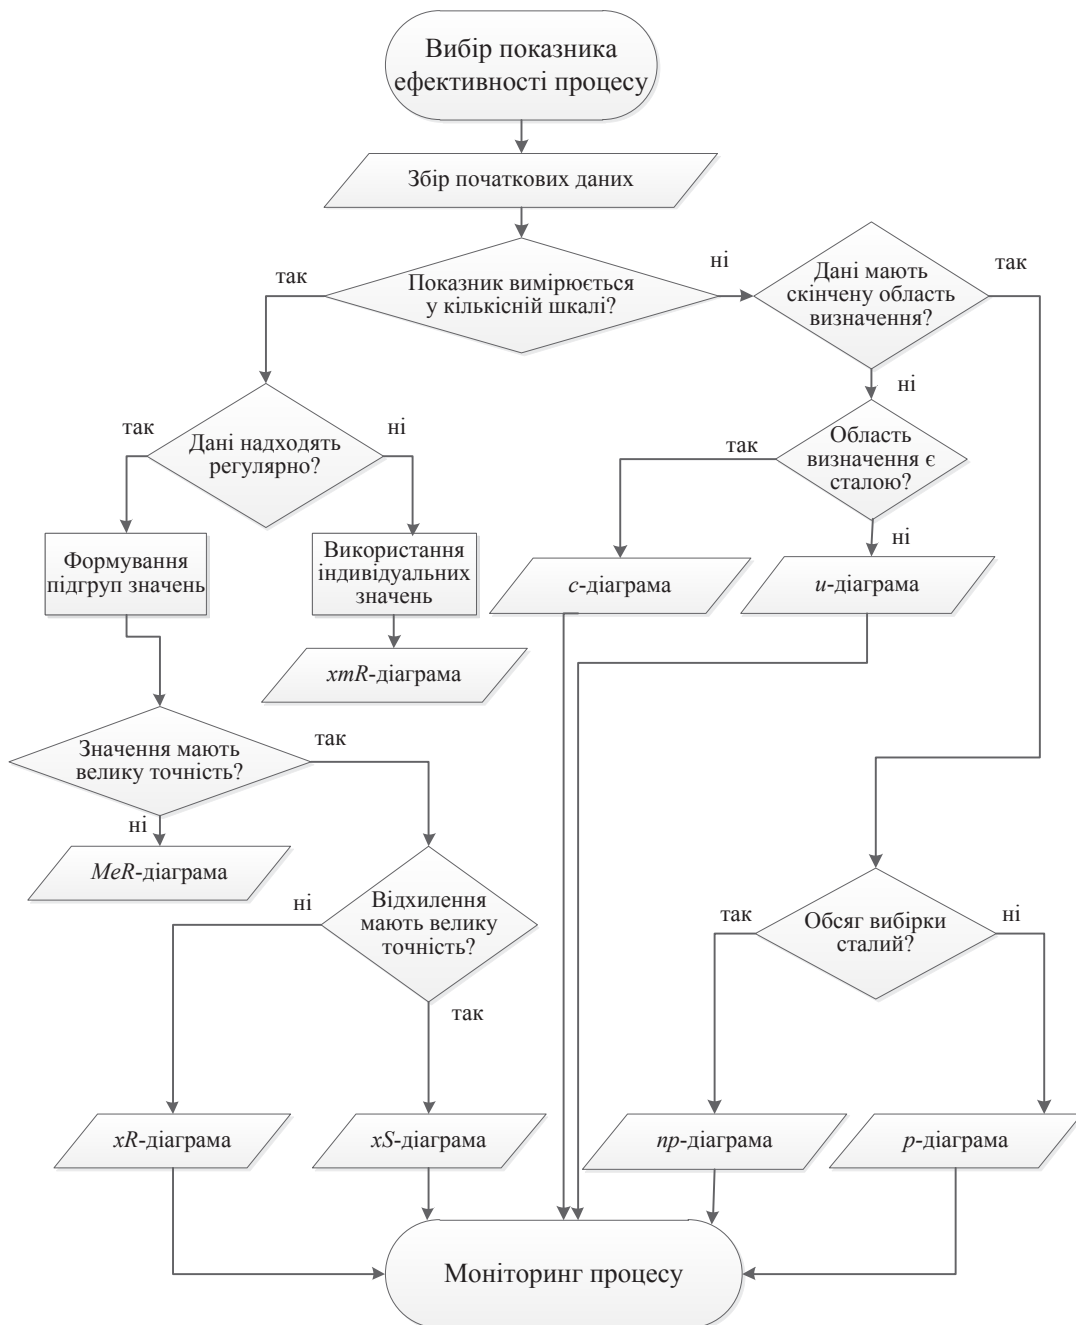 Вибір показника
ефективності процесу
Збір початкових даних
так
Показник вимірюється
у кількісній шкалі?
ні
Дані мають
скінчену область
визначення?
так
ні
так
Дані надходять
регулярно?
ні
так
Область
визначення є
сталою?
ні
Формування
підгруп значень
Використання
індивідуальних
значень
c-діаграма
u-діаграма
xmR-діаграма
Значення мають
велику точність?
так
ні
MeR-діаграма
ні
Відхилення
мають велику
точність?
так
так
Обсяг вибірки
сталий?
ні
xR-діаграма
xS-діаграма
np-діаграма
p-діаграма
Моніторинг процесу